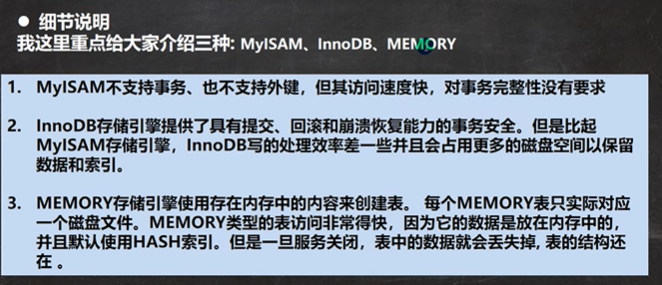 ● 细节说明
我这里重点给大家介绍三种: MyISAM、InnoDB、MEMORY
1. MyISAM不支持事务、也不支持外键，但其访问速度快，对事务完整性没有要求
2. InnoDB存储引擎提供了具有提交、回滚和崩溃恢复能力的事务安全。但是比起
MyISAM存储引擎，InnoDB写的处理效率差一些并且会占用更多的磁盘空间以保留
数据和索引。
3. MEMORY存储引擎使用存在内存中的内容来创建表。 每个MEMORY表只实际对应
一个磁盘文件。MEMORY类型的表访问非常得快，因为它的数据是放在内存中的，
并且默认使用HASH索引。但是一旦服务关闭，表中的数据就会丢失掉, 表的结构还
在 。